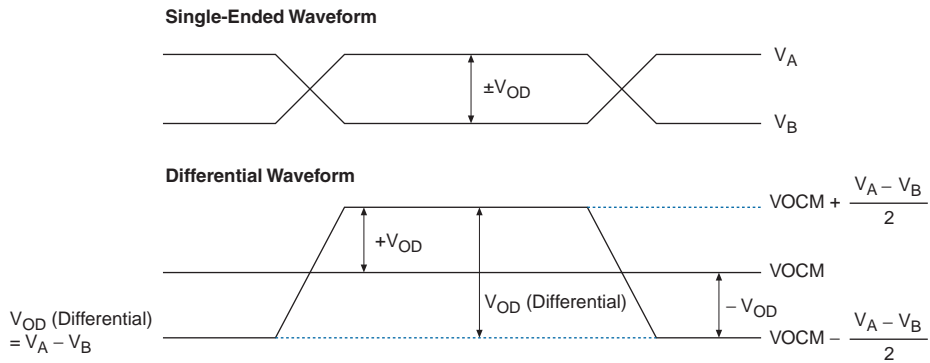 Single-Ended Waveform
V_A
±V_OD
V_B
Differential Waveform
VOCM + (V_A – V_B) / 2
+V_OD
VOCM
V_OD (Differential)
– V_OD
V_OD (Differential)
= V_A – V_B
VOCM – (V_A – V_B) / 2